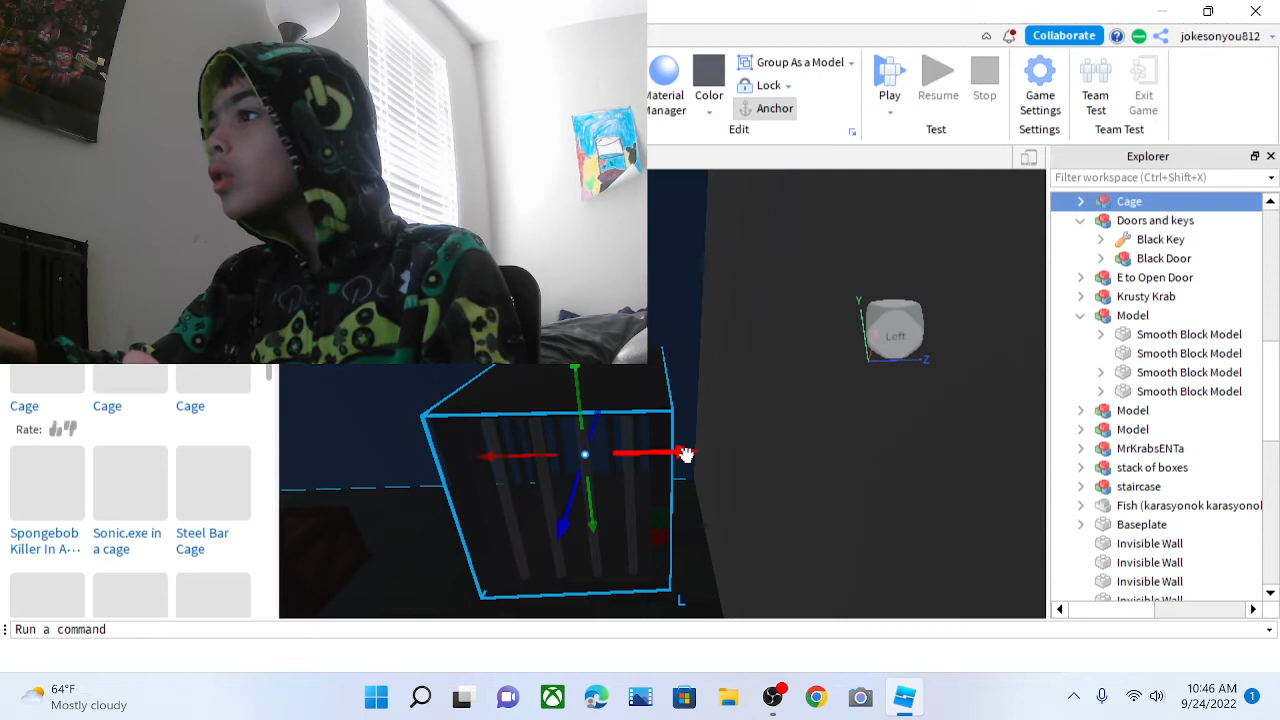 Collaborate
jokesonyou812
Material
Manager
Color
Group As a Model
Lock
Anchor
Edit
Play
Resume
Stop
Test
Game
Settings
Settings
Team
Test
Exit
Game
Team Test
Explorer
Filter workspace (Ctrl+Shift+X)
Cage
Doors and keys
Black Key
Black Door
E to Open Door
Krusty Krab
Model
Smooth Block Model
Smooth Block Model
Smooth Block Model
Smooth Block Model
Model
Model
MrKrabsENTa
stack of boxes
staircase
Fish (karasyonok karasyonol
Baseplate
Invisible Wall
Invisible Wall
Invisible Wall
Invisible Wall
Y
Left
Z
Cage
Cage
Cage
Rate:
Spongebob
Killer In A...
Sonic.exe in
a cage
Steel Bar
Cage
L
Run a command
64°F
Mostly cloudy
10:46 AM
9/24/2022
1